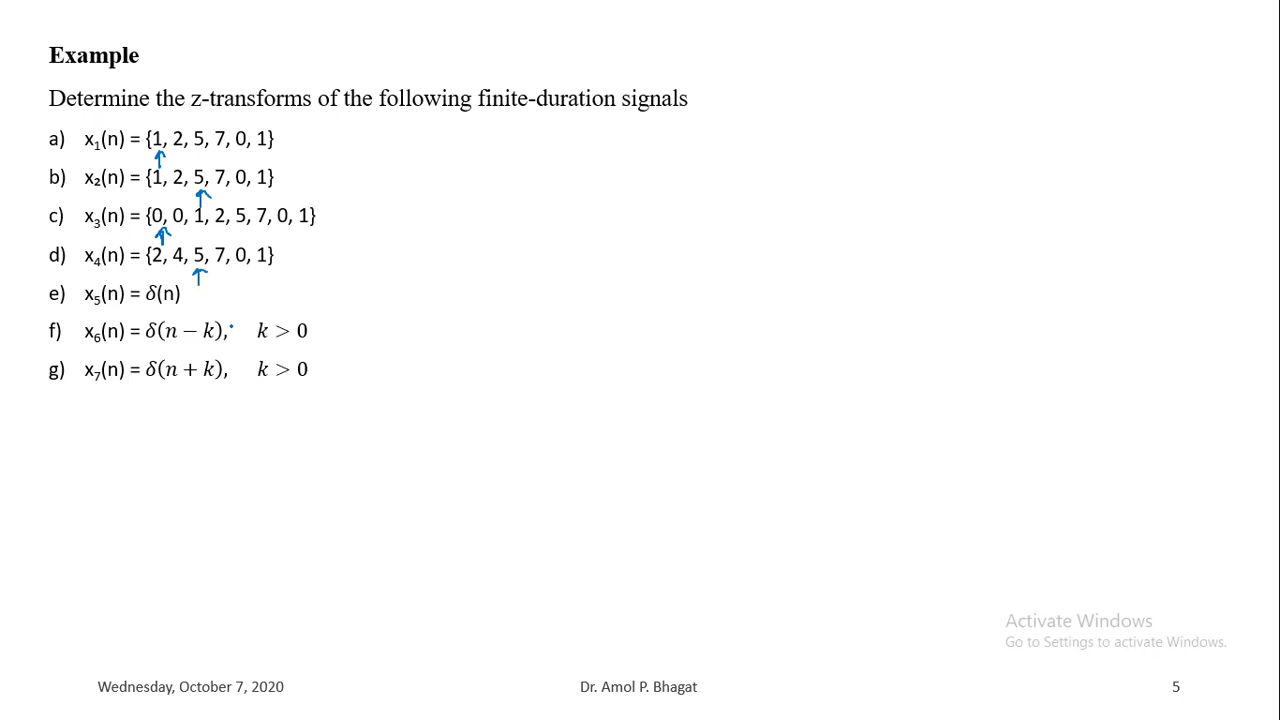 Example
Determine the z-transforms of the following finite-duration signals
a) x₁(n) = {1, 2, 5, 7, 0, 1}
↑
b) x₂(n) = {1, 2, 5, 7, 0, 1}
↑
c) x₃(n) = {0, 0, 1, 2, 5, 7, 0, 1}
↑
d) x₄(n) = {2, 4, 5, 7, 0, 1}
↑
e) x₅(n) = δ(n)
f) x₆(n) = δ(n − k), k > 0
g) x₇(n) = δ(n + k), k > 0
Activate Windows
Go to Settings to activate Windows.
Wednesday, October 7, 2020 Dr. Amol P. Bhagat 5